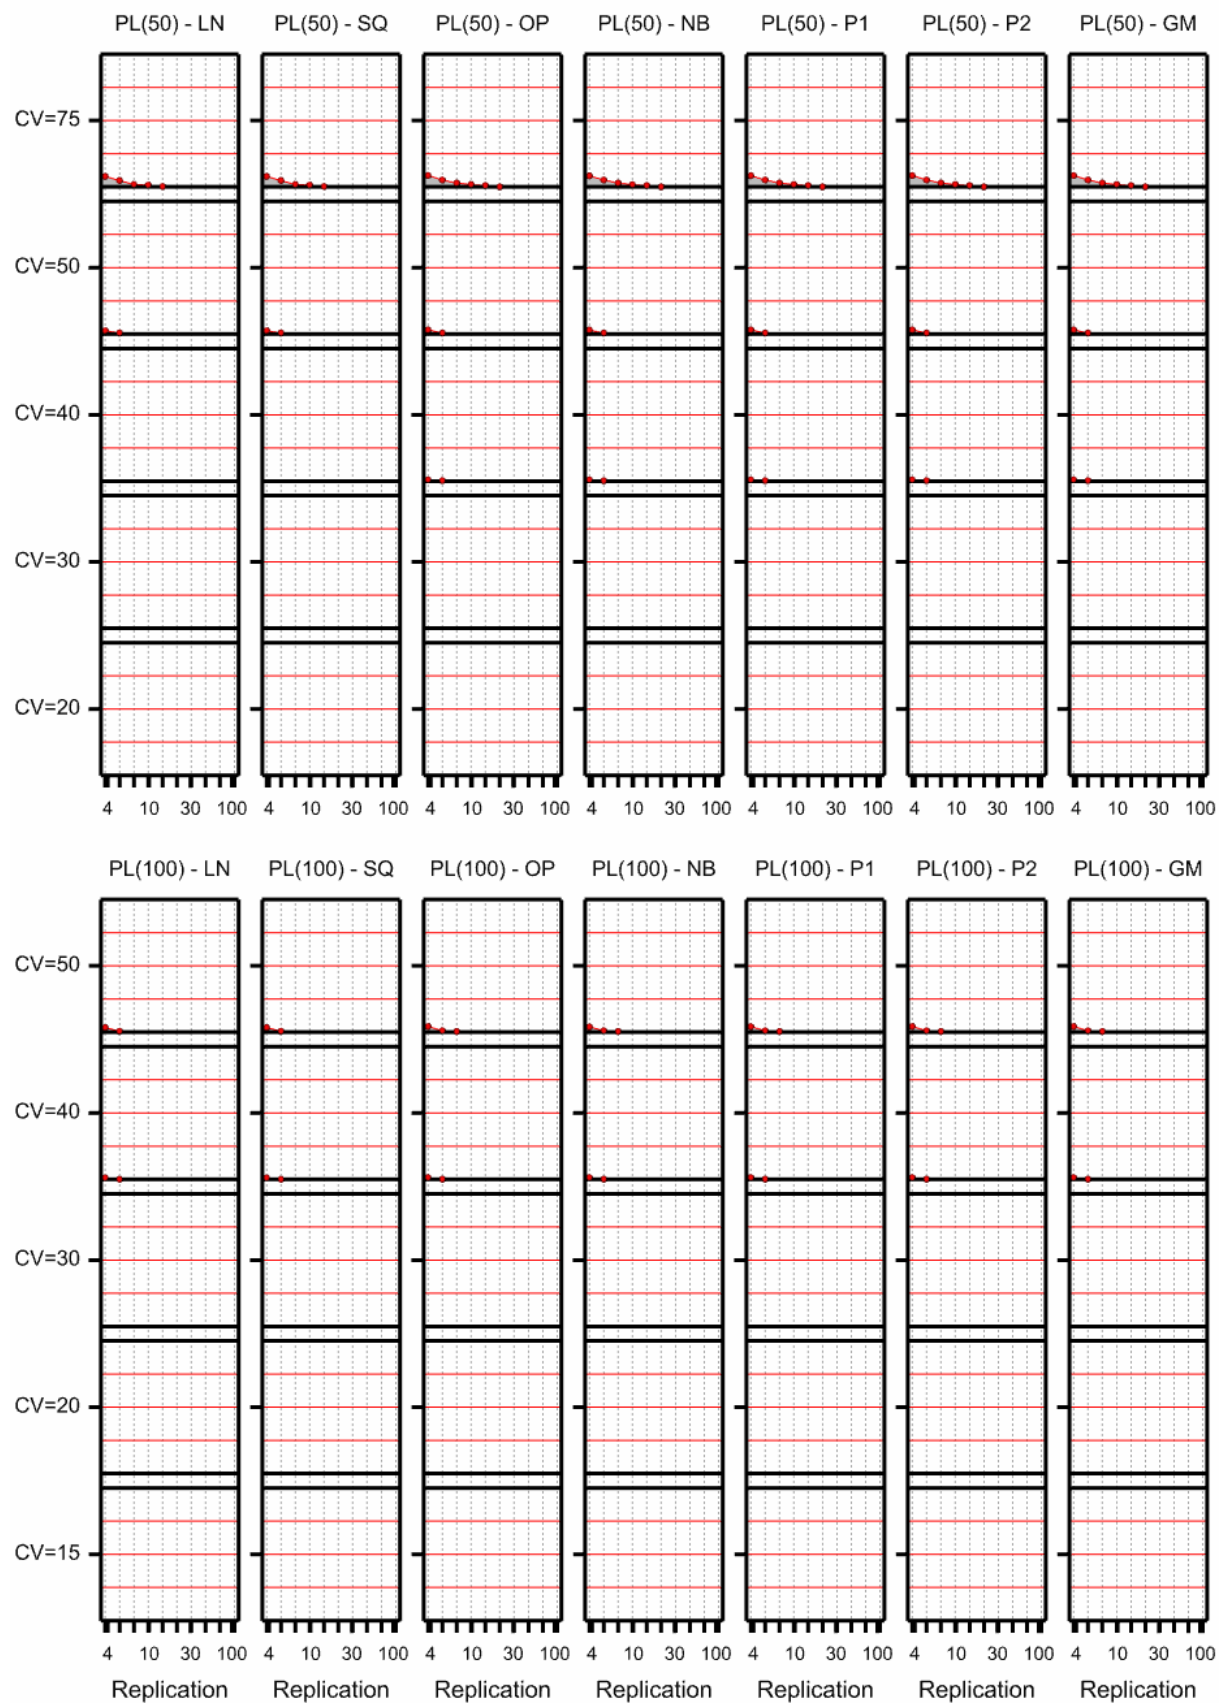 PL(50) - LN PL(50) - SQ PL(50) - OP PL(50) - NB PL(50) - P1 PL(50) - P2 PL(50) - GM
CV=75
CV=50
CV=40
CV=30
CV=20
4 10 30 100 4 10 30 100 4 10 30 100 4 10 30 100 4 10 30 100 4 10 30 100 4 10 30 100
PL(100) - LN PL(100) - SQ PL(100) - OP PL(100) - NB PL(100) - P1 PL(100) - P2 PL(100) - GM
CV=50
CV=40
CV=30
CV=20
CV=15
4 10 30 100 4 10 30 100 4 10 30 100 4 10 30 100 4 10 30 100 4 10 30 100 4 10 30 100
Replication Replication Replication Replication Replication Replication Replication